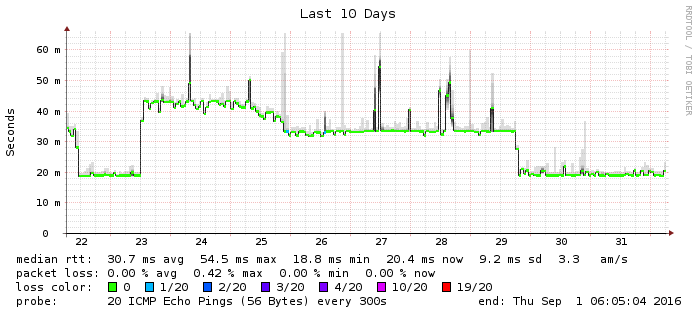 Last 10 Days
RRDTOOL / TOBI OETIKER
Seconds
60 m
50 m
40 m
30 m
20 m
10 m
0
22 23 24 25 26 27 28 29 30 31
median rtt: 30.7 ms avg 54.5 ms max 18.8 ms min 20.4 ms now 9.2 ms sd 3.3 am/s
packet loss: 0.00 % avg 0.42 % max 0.00 % min 0.00 % now
loss color: 0 1/20 2/20 3/20 4/20 10/20 19/20
probe: 20 ICMP Echo Pings (56 Bytes) every 300s end: Thu Sep 1 06:05:04 2016